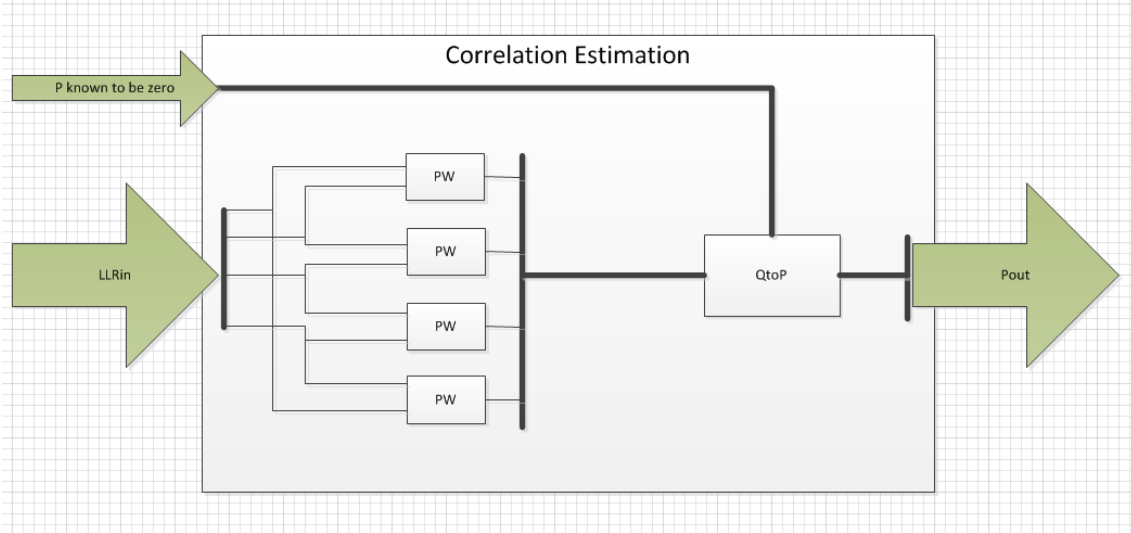 Correlation Estimation
P known to be zero
PW
PW
LLRin
QtoP
Pout
PW
PW